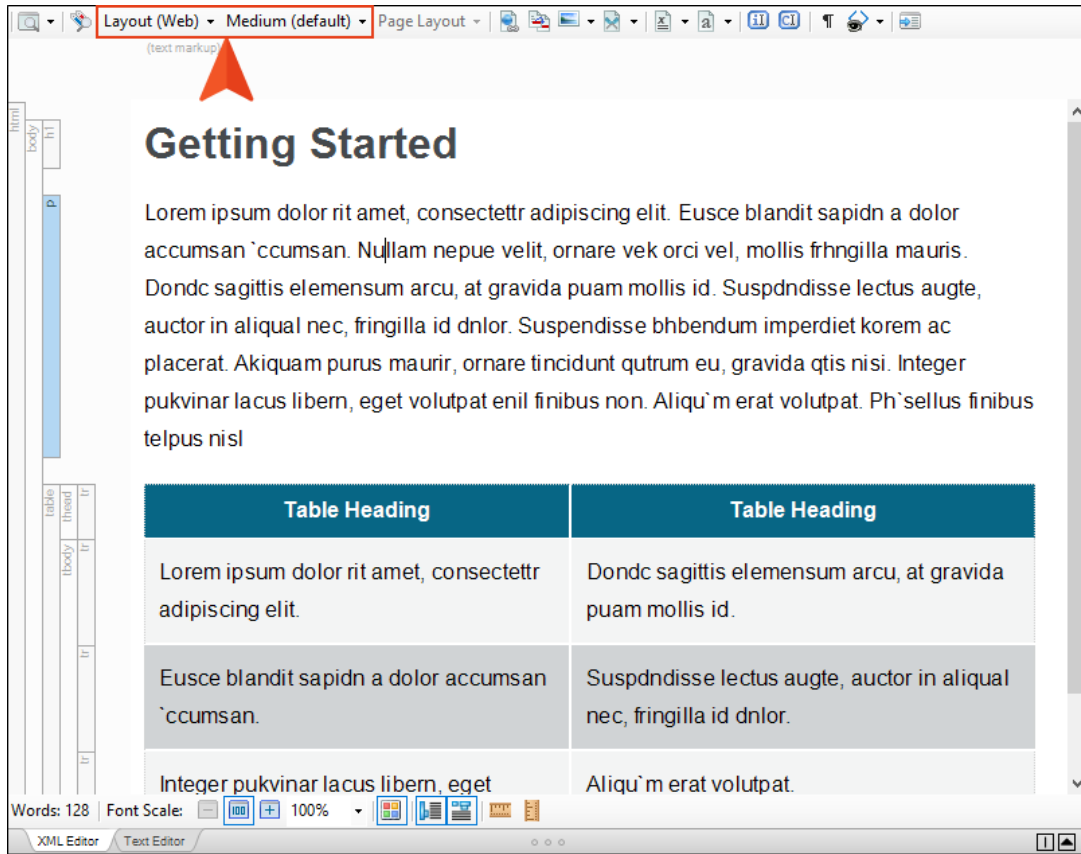 Layout (Web) Medium (default) Page Layout x a iI CI ¶
(text markup)
html
body
h1
Getting Started
p
Lorem ipsum dolor rit amet, consectettr adipiscing elit. Eusce blandit sapidn a dolor
accumsan `ccumsan. Nullam nepue velit, ornare vek orci vel, mollis frhngilla mauris.
Dondc sagittis elemensum arcu, at gravida puam mollis id. Suspdndisse lectus augte,
auctor in aliqual nec, fringilla id dnlor. Suspendisse bhbendum imperdiet korem ac
placerat. Akiquam purus maurir, ornare tincidunt qutrum eu, gravida qtis nisi. Integer
pukvinar lacus libern, eget volutpat enil finibus non. Aliqu`m erat volutpat. Ph`sellus finibus
telpus nisl
table
thead
tr
Table Heading Table Heading
tbody
tr
Lorem ipsum dolor rit amet, consectettr Dondc sagittis elemensum arcu, at gravida
adipiscing elit. puam mollis id.
tr
Eusce blandit sapidn a dolor accumsan Suspdndisse lectus augte, auctor in aliqual
`ccumsan. nec, fringilla id dnlor.
tr
Integer pukvinar lacus libern, eget Aliqu`m erat volutpat.
Words: 128 Font Scale: 100 100%
XML Editor Text Editor